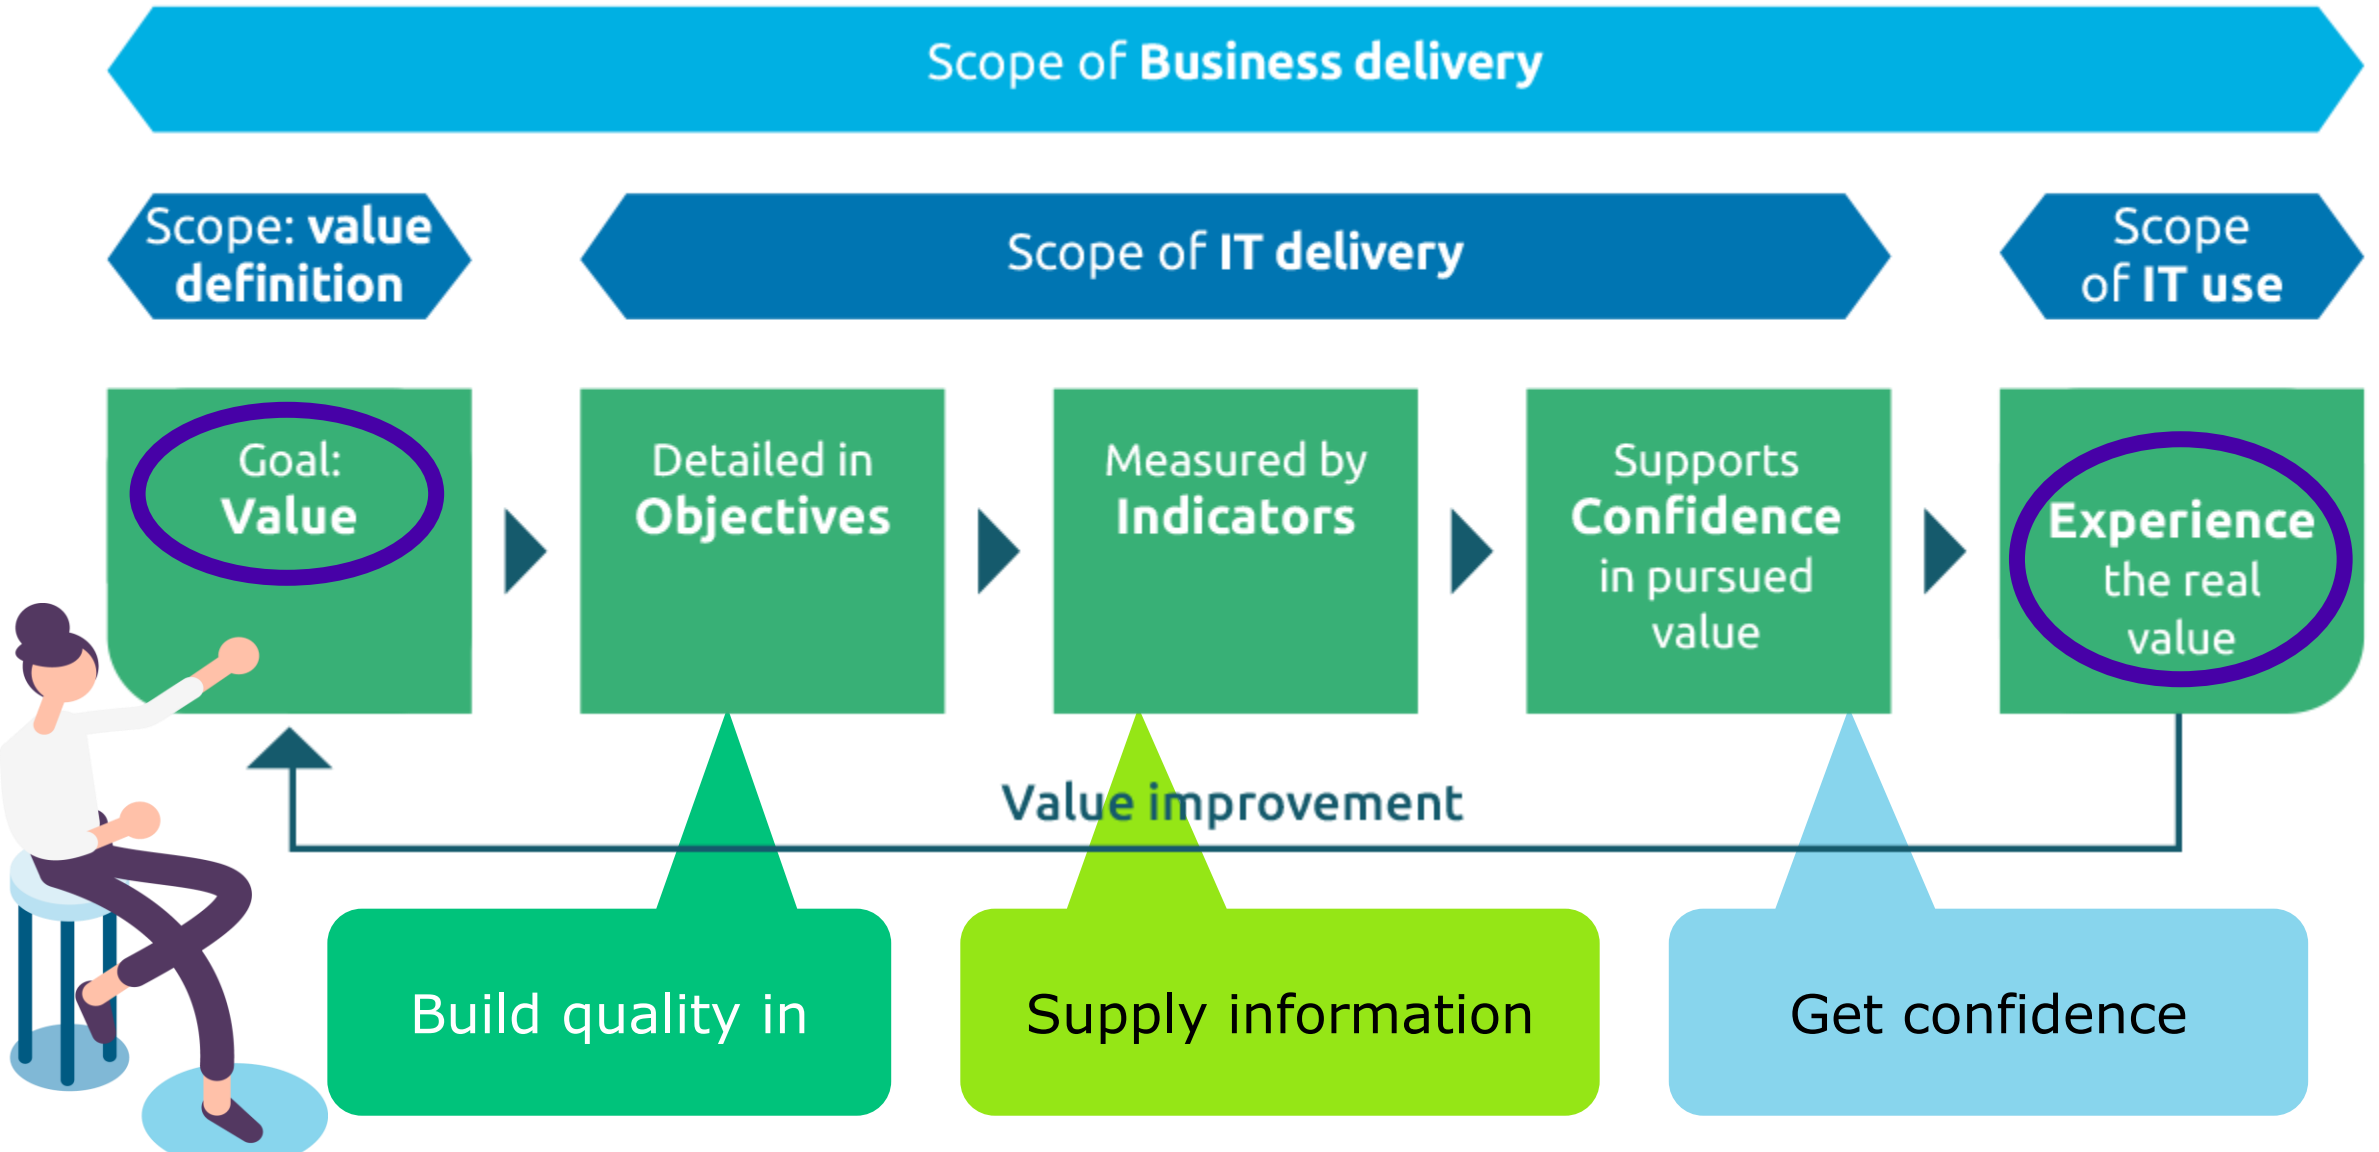 Scope of Business delivery
Scope: value
definition
Scope of IT delivery
Scope
of IT use
Goal:
Value
Detailed in
Objectives
Measured by
Indicators
Supports
Confidence
in pursued
value
Experience
the real
value
Value improvement
Build quality in
Supply information
Get confidence